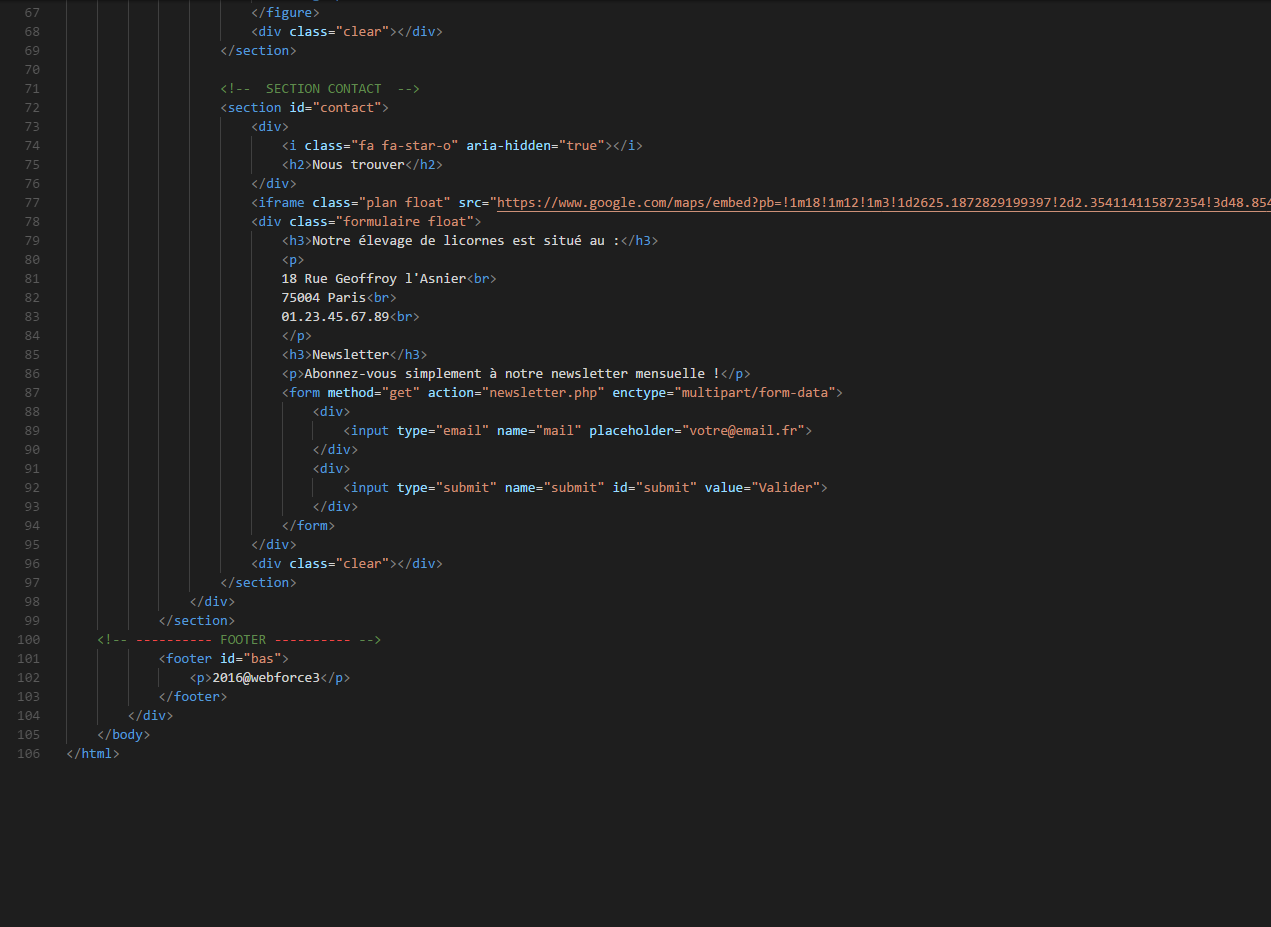 67 </figure>
68 <div class="clear"></div>
69 </section>
70
71 <!--  SECTION CONTACT  -->
72 <section id="contact">
73 <div>
74 <i class="fa fa-star-o" aria-hidden="true"></i>
75 <h2>Nous trouver</h2>
76 </div>
77 <iframe class="plan float" src="https://www.google.com/maps/embed?pb=!1m18!1m12!1m3!1d2625.1872829199397!2d2.354114115872354!3d48.854
78 <div class="formulaire float">
79 <h3>Notre élevage de licornes est situé au :</h3>
80 <p>
81 18 Rue Geoffroy l'Asnier<br>
82 75004 Paris<br>
83 01.23.45.67.89<br>
84 </p>
85 <h3>Newsletter</h3>
86 <p>Abonnez-vous simplement à notre newsletter mensuelle !</p>
87 <form method="get" action="newsletter.php" enctype="multipart/form-data">
88 <div>
89 <input type="email" name="mail" placeholder="votre@email.fr">
90 </div>
91 <div>
92 <input type="submit" name="submit" id="submit" value="Valider">
93 </div>
94 </form>
95 </div>
96 <div class="clear"></div>
97 </section>
98 </div>
99 </section>
100 <!-- ---------- FOOTER ---------- -->
101 <footer id="bas">
102 <p>2016@webforce3</p>
103 </footer>
104 </div>
105 </body>
106 </html>